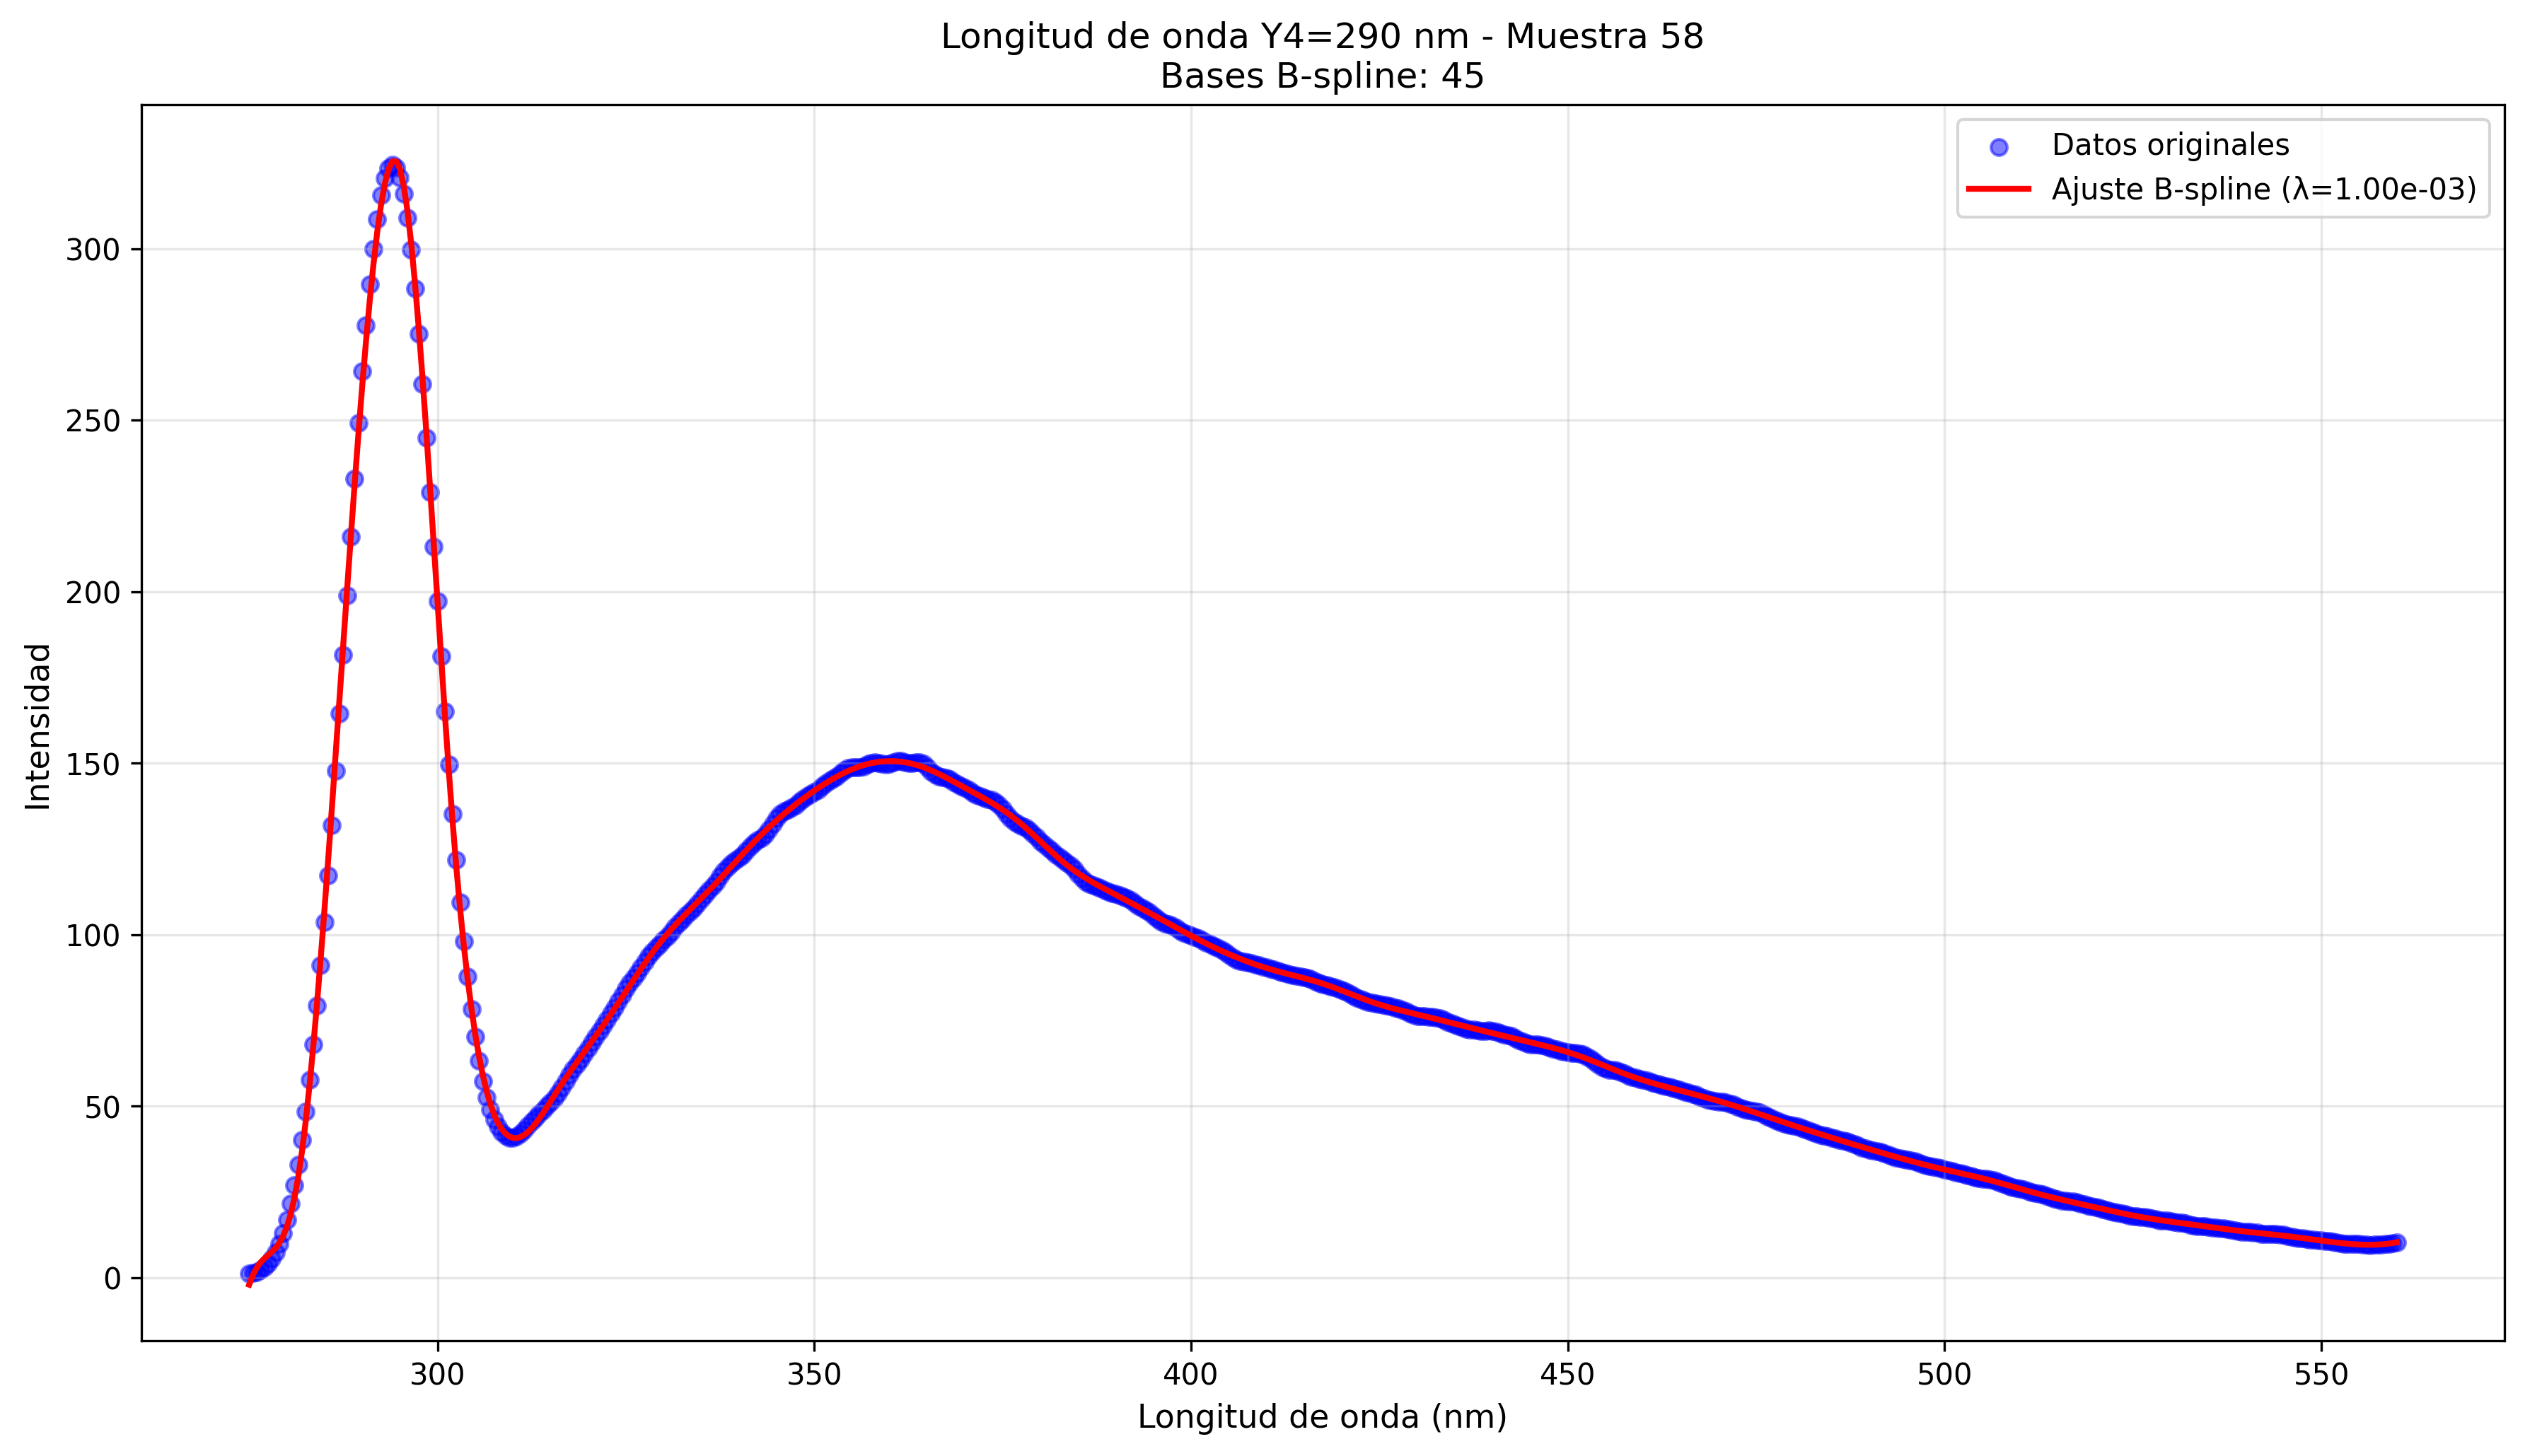 Longitud de onda Y4=290 nm - Muestra 58
Bases B-spline: 45
Datos originales
Ajuste B-spline (λ=1.00e-03)
Intensidad
300
250
200
150
100
50
0
300 350 400 450 500 550
Longitud de onda (nm)